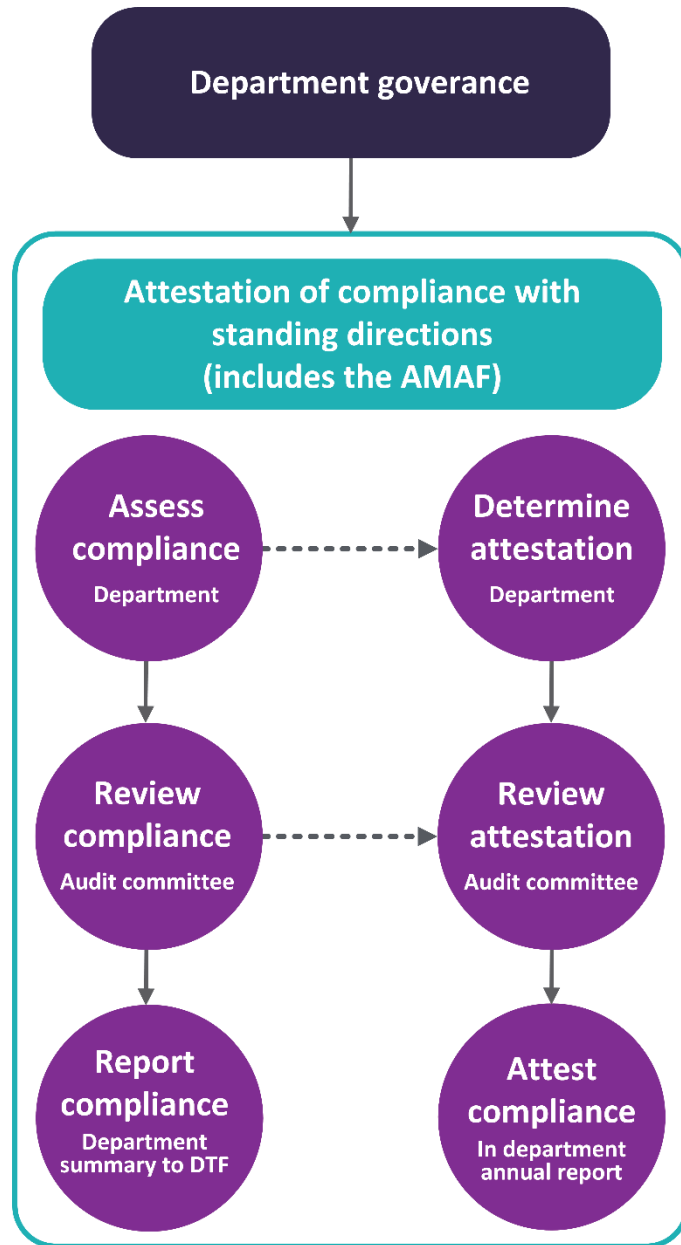 Department goverance
Attestation of compliance with
standing directions
(includes the AMAF)
Assess
compliance
Department
Determine
attestation
Department
Review
compliance
Audit committee
Review
attestation
Audit committee
Report
compliance
Department
summary to DTF
Attest
compliance
In department
annual report